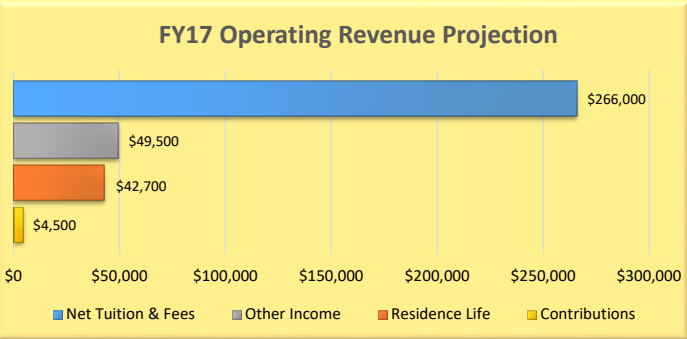 FY17 Operating Revenue Projection
$266,000
$49,500
$42,700
$4,500
$0 $50,000 $100,000 $150,000 $200,000 $250,000 $300,000
Net Tuition & Fees Other Income Residence Life Contributions